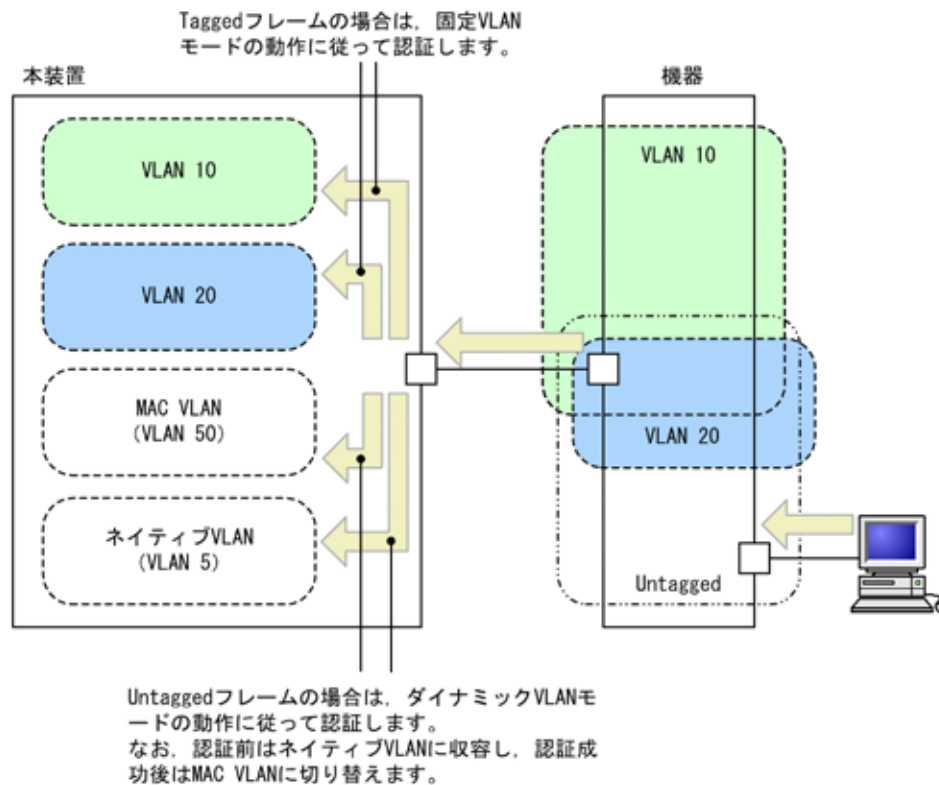 Taggedフレームの場合は，固定VLAN
モードの動作に従って認証します。
本装置
機器
VLAN 10
VLAN 10
VLAN 20
VLAN 20
MAC VLAN
(VLAN 50)
ネイティブVLAN
(VLAN 5)
Untagged
Untaggedフレームの場合は，ダイナミックVLANモ
ードの動作に従って認証します。
なお，認証前はネイティブVLANに収容し，認証成
功後はMAC VLANに切り替えます。